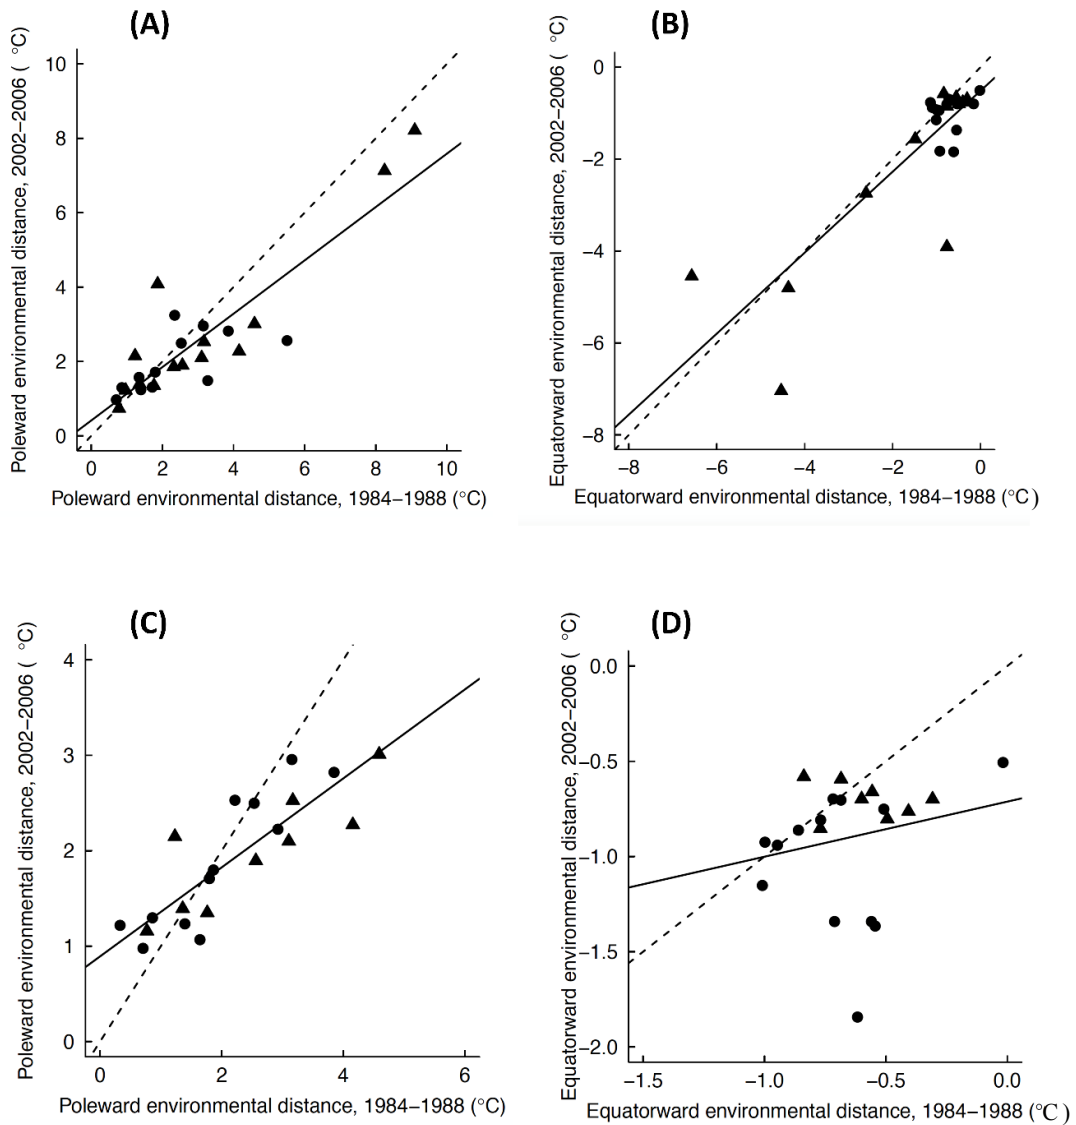 (A)
Poleward environmental distance, 2002−2006 ( °C)
10
8
6
4
2
0
0 2 4 6 8 10
Poleward environmental distance, 1984−1988 (°C)
(B)
Equatorward environmental distance, 2002−2006 ( °C)
0
−2
−4
−6
−8
−8 −6 −4 −2 0
Equatorward environmental distance, 1984−1988 (°C)
(C)
Poleward environmental distance, 2002−2006 ( °C)
4
3
2
1
0
0 2 4 6
Poleward environmental distance, 1984−1988 (°C)
(D)
Equatorward environmental distance, 2002−2006 ( °C)
0.0
−0.5
−1.0
−1.5
−2.0
−1.5 −1.0 −0.5 0.0
Equatorward environmental distance, 1984−1988 (°C)